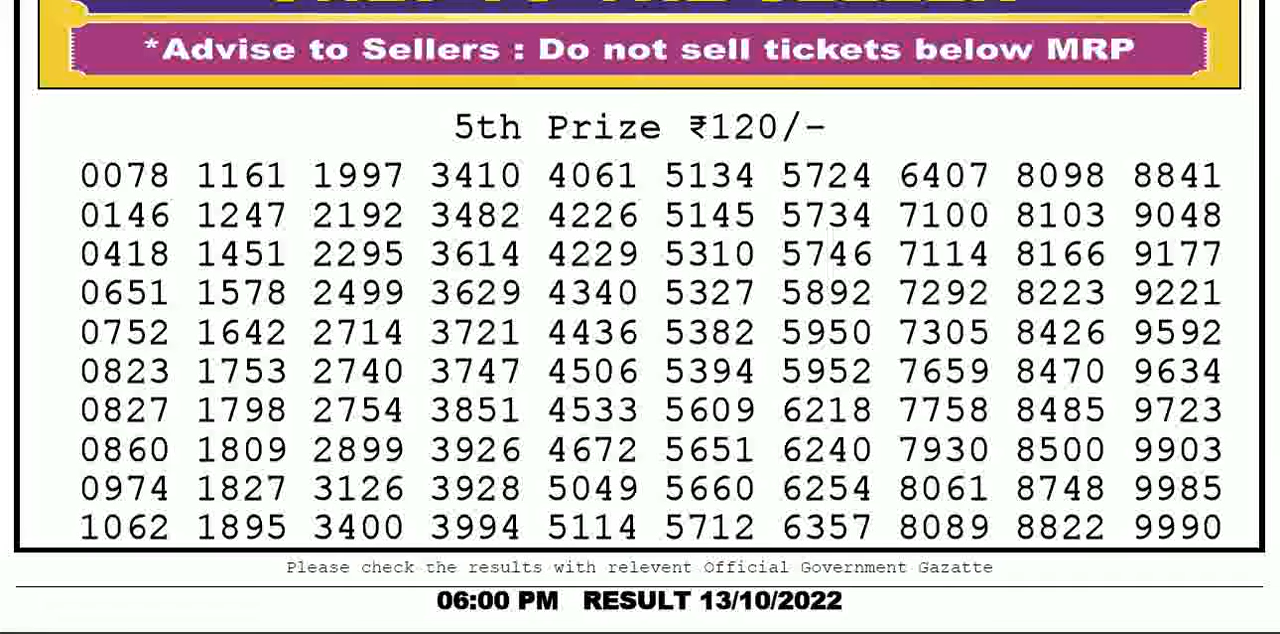 *Advise to Sellers : Do not sell tickets below MRP
5th Prize ₹120/-
0078 1161 1997 3410 4061 5134 5724 6407 8098 8841
0146 1247 2192 3482 4226 5145 5734 7100 8103 9048
0418 1451 2295 3614 4229 5310 5746 7114 8166 9177
0651 1578 2499 3629 4340 5327 5892 7292 8223 9221
0752 1642 2714 3721 4436 5382 5950 7305 8426 9592
0823 1753 2740 3747 4506 5394 5952 7659 8470 9634
0827 1798 2754 3851 4533 5609 6218 7758 8485 9723
0860 1809 2899 3926 4672 5651 6240 7930 8500 9903
0974 1827 3126 3928 5049 5660 6254 8061 8748 9985
1062 1895 3400 3994 5114 5712 6357 8089 8822 9990
Please check the results with relevent Official Government Gazatte
06:00 PM RESULT 13/10/2022